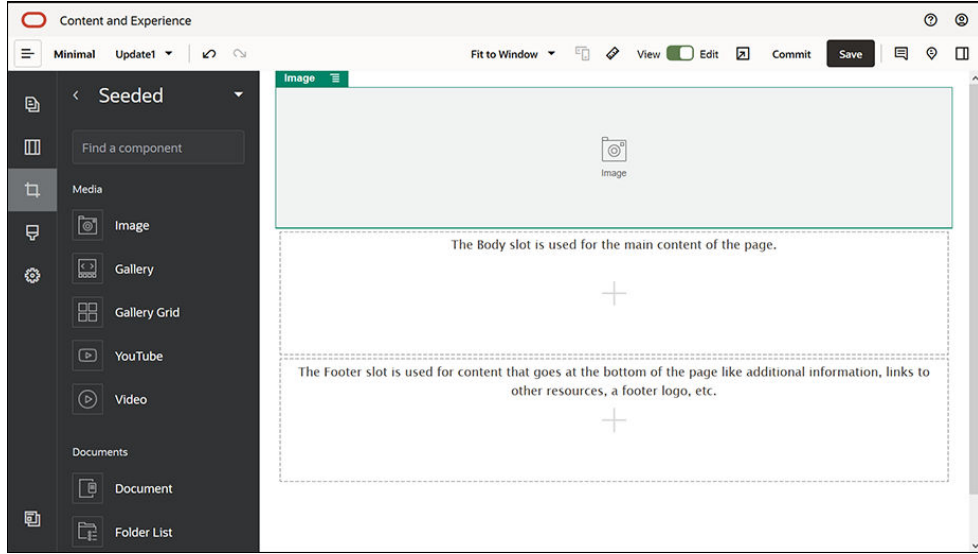 Content and Experience
Minimal
Update1
Fit to Window
View
Edit
Commit
Save
Seeded
Find a component
Media
Image
Gallery
Gallery Grid
YouTube
Video
Documents
Document
Folder List
Image
Image
The Body slot is used for the main content of the page.
The Footer slot is used for content that goes at the bottom of the page like additional information, links to
other resources, a footer logo, etc.